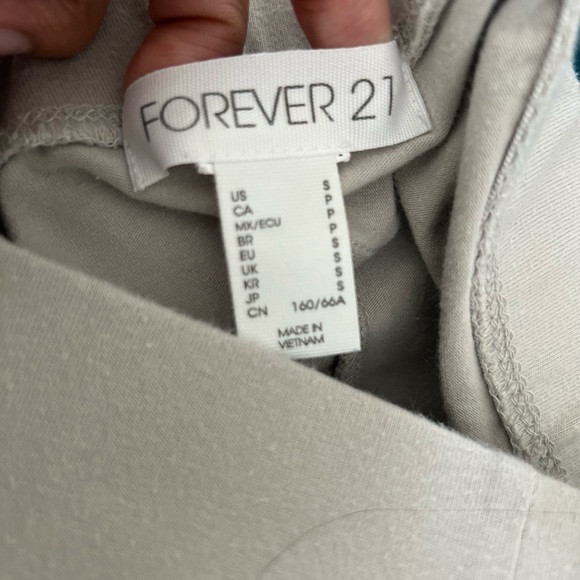 FOREVER 21
US S
CA P
MX/ECU P
BR P
EU S
UK S
KR S
JP S
CN 160/66A
MADE IN
VIETNAM